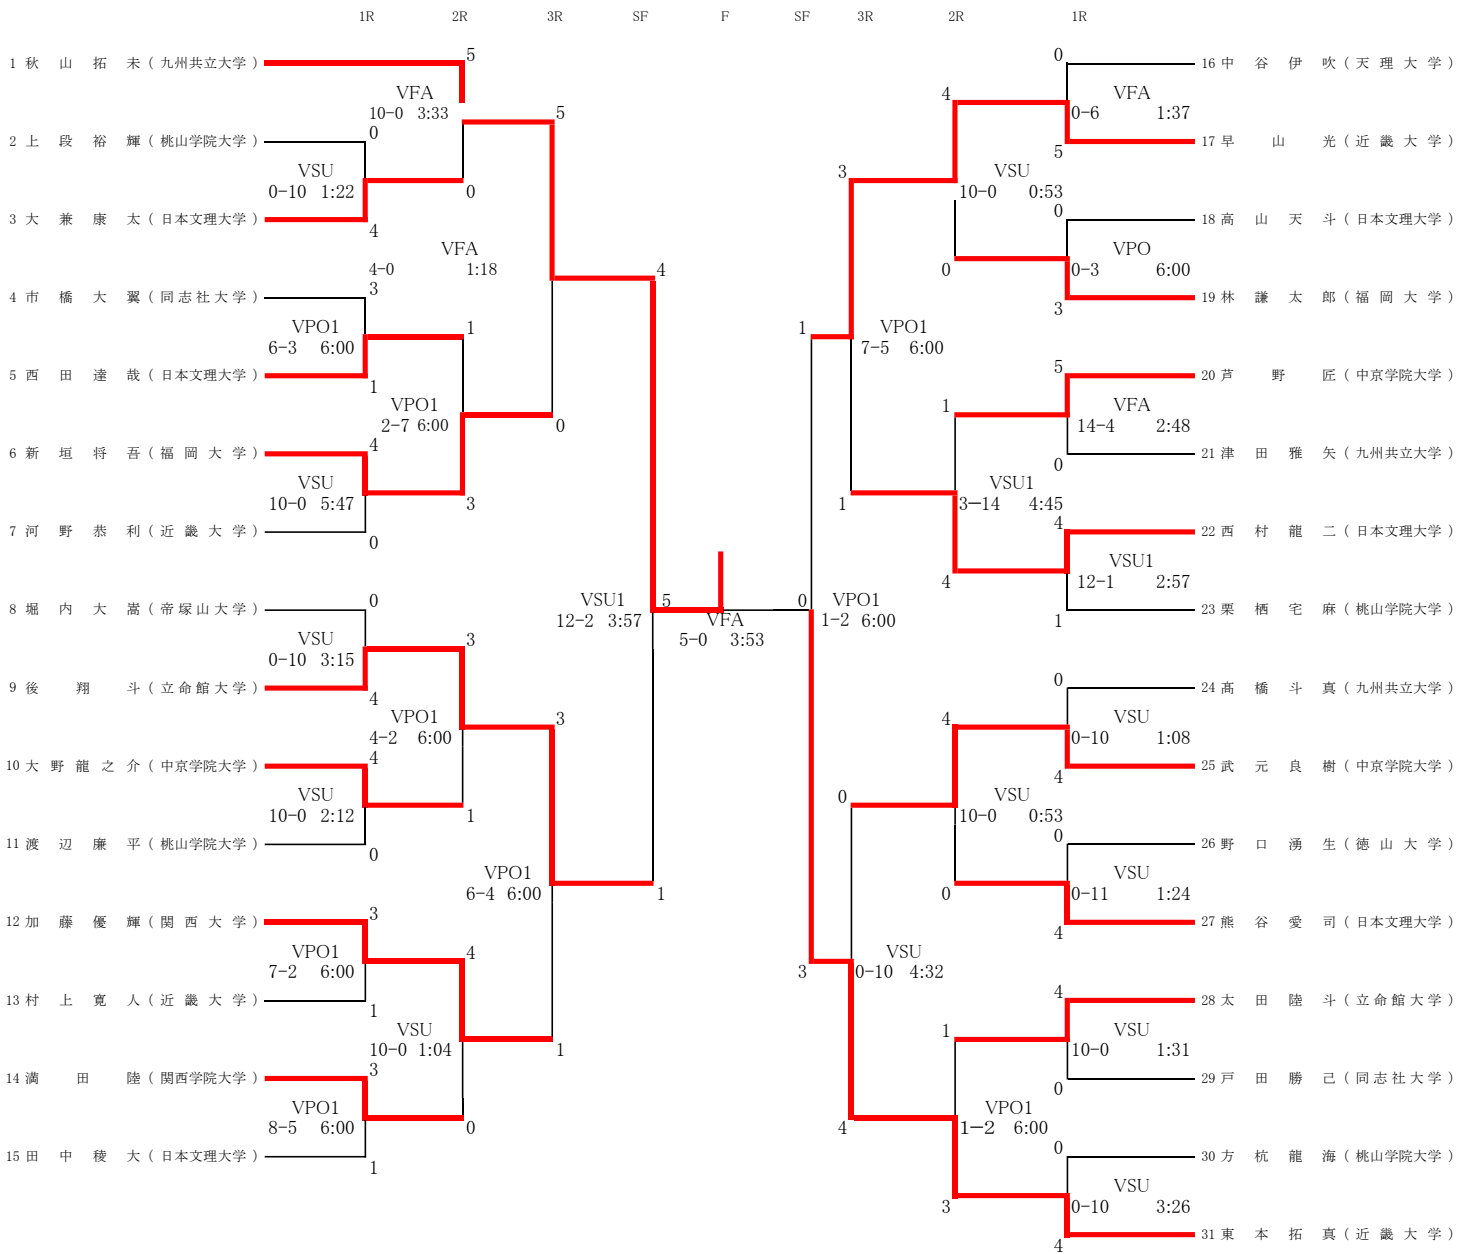 1R 2R 3R SF F SF 3R 2R 1R
1 秋山拓未(九州共立大学)
5
VFA
10-0 3:33
2 上段裕輝(桃山学院大学)
0
VSU
0-10 1:22
3 大兼康太(日本文理大学)
4
0
5
VFA
4-0 1:18
4 市橋大翼(同志社大学)
3
VPO1
6-3 6:00
5 西田達哉(日本文理大学)
1
1
VPO1
2-7 6:00
0
6 新垣将吾(福岡大学)
4
VSU
10-0 5:47
3
7 河野恭利(近畿大学)
0
4
VSU1
12-2 3:57
5
8 堀内大嵩(帝塚山大学)
0
VSU
0-10 3:15
9 後翔斗(立命館大学)
4
3
VPO1
4-2 6:00
3
10 大野龍之介(中京学院大学)
4
VSU
10-0 2:12
1
11 渡辺廉平(桃山学院大学)
0
VPO1
6-4 6:00
1
12 加藤優輝(関西大学)
3
VPO1
7-2 6:00
4
13 村上寛人(近畿大学)
1
VSU
10-0 1:04
1
14 満田陸(関西学院大学)
3
VPO1
8-5 6:00
0
15 田中稜大(日本文理大学)
1
VFA
5-0 3:53
0
16 中谷伊吹(天理大学)
0
VFA
0-6 1:37
4
17 早山光(近畿大学)
5
3
VSU
10-0 0:53
18 高山天斗(日本文理大学)
0
VPO
0-3 6:00
0
19 林謙太郎(福岡大学)
3
1
VPO1
7-5 6:00
20 芦野匠(中京学院大学)
5
VFA
14-4 2:48
1
21 津田雅矢(九州共立大学)
0
VSU1
3-14 4:45
1
22 西村龍二(日本文理大学)
4
VSU1
12-1 2:57
4
23 栗栖宅麻(桃山学院大学)
1
VPO1
1-2 6:00
24 髙橋斗真(九州共立大学)
0
VSU
0-10 1:08
4
25 武元良樹(中京学院大学)
4
VSU
10-0 0:53
0
26 野口湧生(徳山大学)
0
VSU
0-11 1:24
0
27 熊谷愛司(日本文理大学)
4
VSU
0-10 4:32
3
28 太田陸斗(立命館大学)
4
VSU
10-0 1:31
1
29 戸田勝己(同志社大学)
0
VPO1
1-2 6:00
4
30 方杭龍海(桃山学院大学)
0
VSU
0-10 3:26
3
31 東本拓真(近畿大学)
4